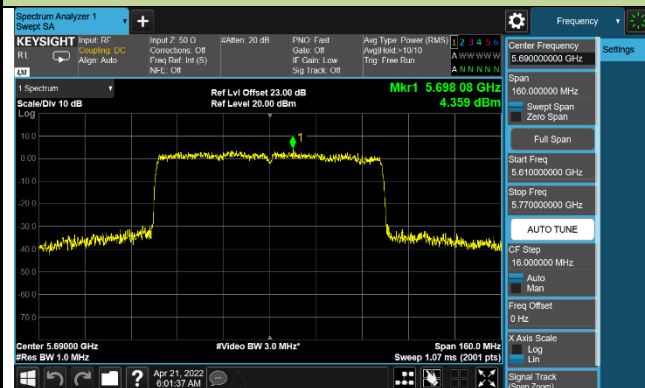 Spectrum Analyzer 1
Swept SA
Frequency
KEYSIGHT
RL
LXI
Input: RF
Coupling: DC
Align: Auto
Input Z: 50 Ω
Corrections: Off
Freq Ref: Int (S)
NFE: Off
#Atten: 20 dB
PNO: Fast
Gate: Off
IF Gain: Low
Sig Track: Off
Avg Type: Power (RMS)
Avg|Hold:>10/10
Trig: Free Run
1 2 3 4 5 6
A W W W W W
A N N N N N
Center Frequency
5.690000000 GHz
Settings
Span
160.000000 MHz
Swept Span
Zero Span
Full Span
Start Freq
5.610000000 GHz
Stop Freq
5.770000000 GHz
AUTO TUNE
CF Step
16.000000 MHz
Auto
Man
Freq Offset
0 Hz
X Axis Scale
Log
Lin
Signal Track
(Span Zoom)
1 Spectrum
Scale/Div 10 dB
Log
Ref Lvl Offset 23.00 dB
Ref Level 20.00 dBm
Mkr1 5.698 08 GHz
4.359 dBm
1
10.0
0.00
-10.0
-20.0
-30.0
-40.0
-50.0
-60.0
-70.0
Center 5.69000 GHz
#Res BW 1.0 MHz
#Video BW 3.0 MHz*
Span 160.0 MHz
Sweep 1.07 ms (2001 pts)
?
Apr 21, 2022
6:01:37 AM